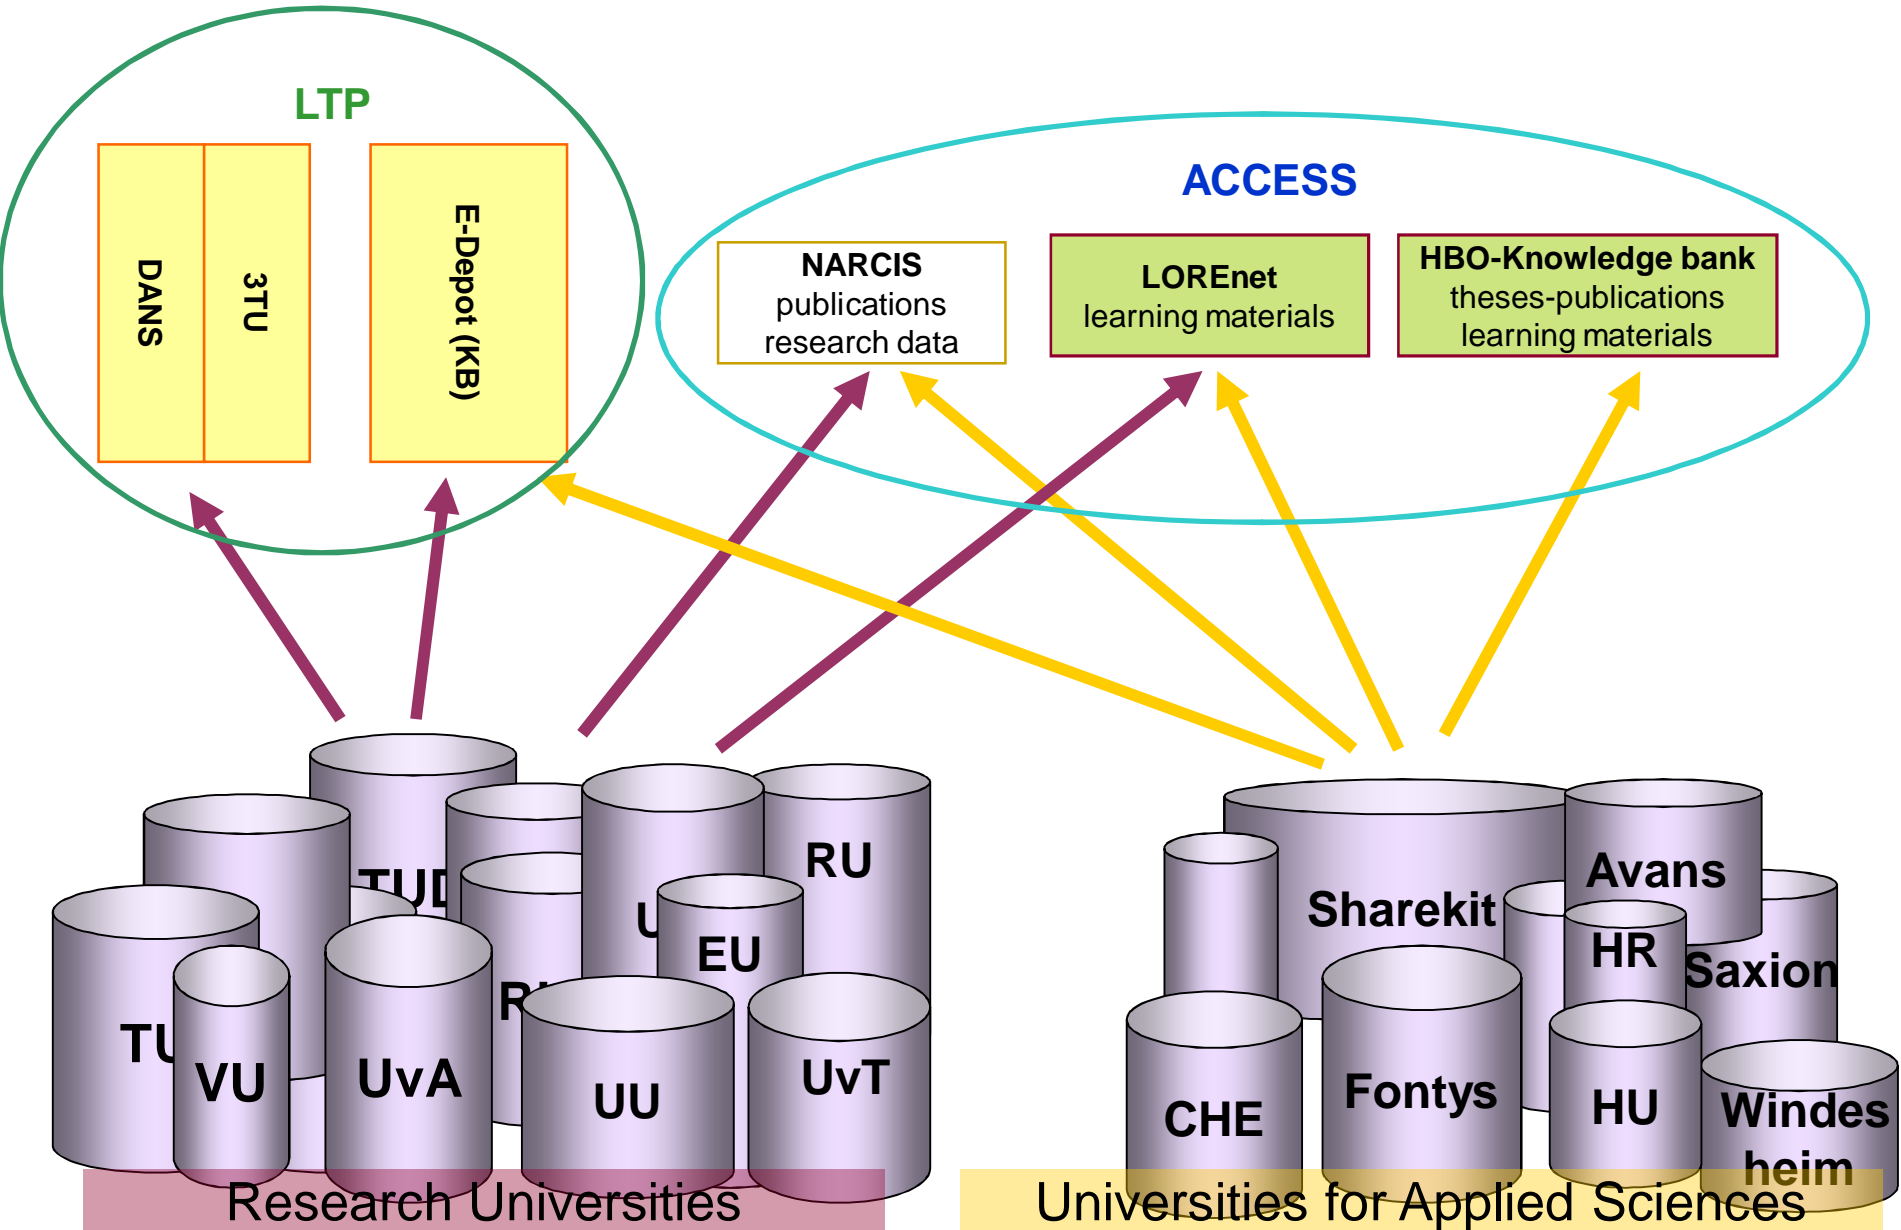 LTP
DANS
3TU
E-Depot (KB)
ACCESS
NARCIS
publications
research data
LOREnet
learning materials
HBO-Knowledge bank
theses-publications
learning materials
RU
EU
VU
UvA
UU
UvT
Sharekit
Avans
HR
Saxion
CHE
Fontys
HU
Windes
heim
Research Universities
Universities for Applied Sciences